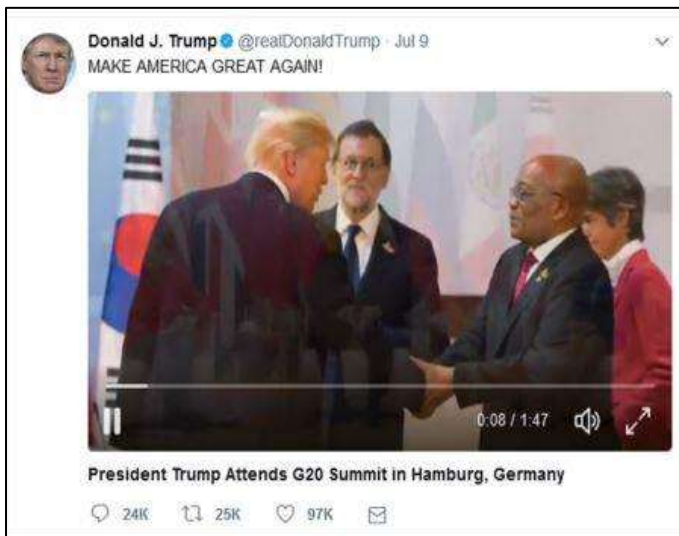 Donald J. Trump @realDonaldTrump · Jul 9
MAKE AMERICA GREAT AGAIN!
0:08 / 1:47
President Trump Attends G20 Summit in Hamburg, Germany
24K 25K 97K